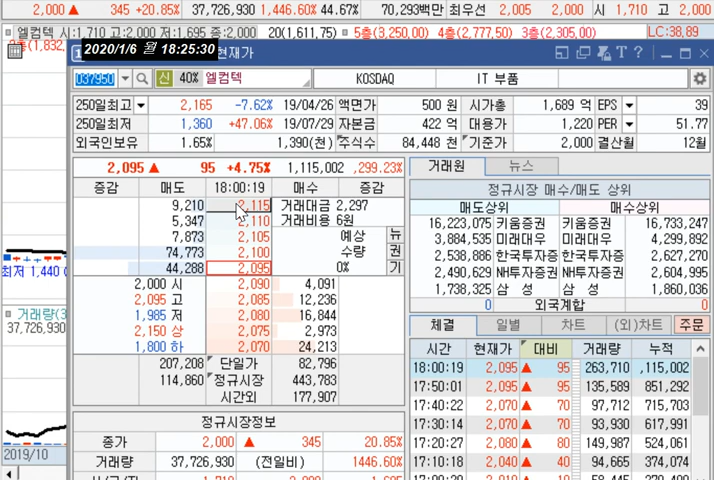 2,000 ▲ 345 +20.85% 37,726,930 1,446.60% 44.67% 70,293백만 최우선 2,005 2,000 시 1,710 고 2,000
엘컴텍 시:1,710 고:2,000 저:1,695 종:2,000 20(1,611.75) 5층(3,250.00) 4층(2,777.50) 3층(2,305.00) LC:38.89
2020/1/6 월 18:25:30 현재가
037950 신 40% 엘컴텍 KOSDAQ IT 부품
250일최고 2,165 -7.62% 19/04/26 액면가 500 원 시가총 1,689 억 EPS 39
250일최저 1,360 +47.06% 19/07/29 자본금 422 억 대용가 1,220 PER 51.77
외국인보유 1.65% 1,390(천) 주식수 84,448 천 기준가 2,000 결산월 12월
2,095 ▲ 95 +4.75% 1,115,002 ,299.23% 거래원 뉴스
증감 매도 18:00:19 매수 증감 정규시장 매수/매도 상위
매도상위 매수상위
9,210 2,115 거래대금 2,297
5,347 2,110 거래비용 6원
7,873 2,105 예상 뉴
74,773 2,100 수량 권
44,288 2,095 0% 기
16,223,075 키움증권 키움증권 16,733,247
3,884,535 미래대우 미래대우 4,299,892
2,538,886 한국투자증 한국투자증 2,627,270
2,490,629 NH투자증권 NH투자증권 2,604,995
1,738,325 삼 성 삼 성 1,860,036
0 외국계합 0
2,000 시 2,090 4,091
2,095 고 2,085 12,236
1,985 저 2,080 16,844
2,150 상 2,075 2,973
1,800 하 2,070 24,213
207,208 단일가 82,796
114,860 정규시장 443,783
시간외 177,907
체결 일별 차트 (외)차트 주문
시간 현재가 대비 거래량 누적
18:00:19 2,095 ▲ 95 263,710 ,115,002
17:50:01 2,095 ▲ 95 135,589 851,292
17:40:22 2,070 ▲ 70 97,712 715,703
17:30:14 2,070 ▲ 70 93,930 617,991
17:20:27 2,080 ▲ 80 149,987 524,061
17:10:18 2,040 ▲ 40 94,665 374,074
정규시장정보
종가 2,000 ▲ 345 20.85%
거래량 37,726,930 (전일비) 1446.60%
최저 1,440
거래량(3
37,726,930
2019/10